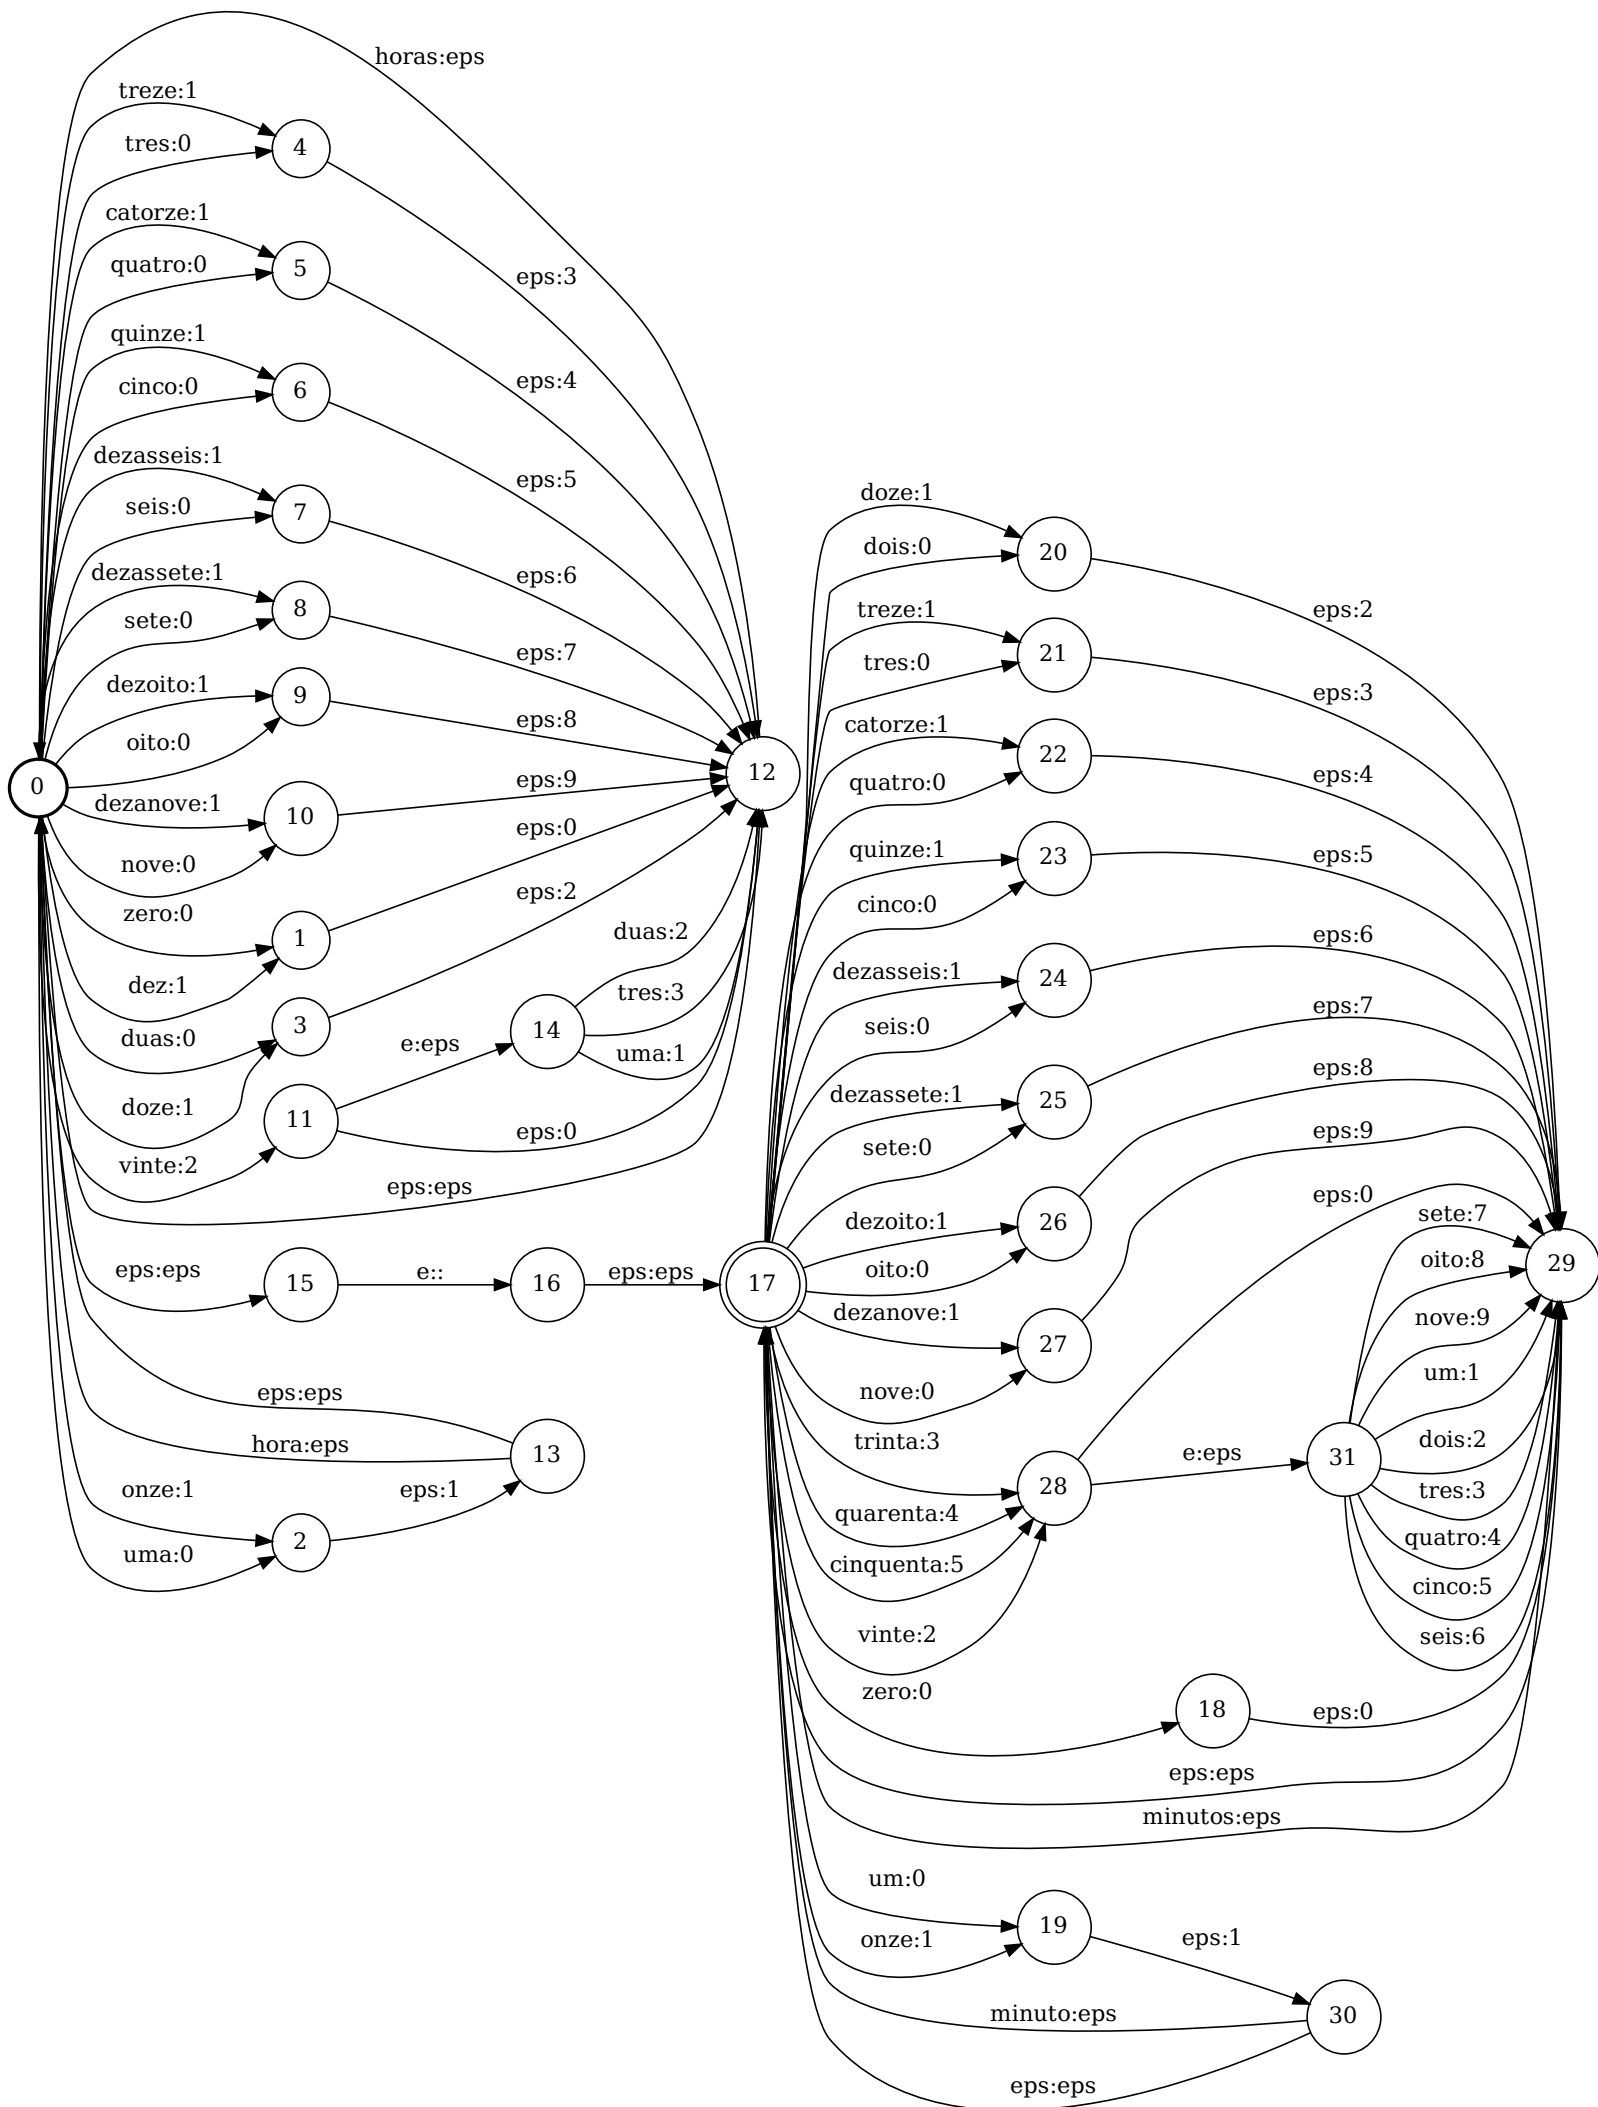 horas:eps
treze:1
tres:0
4
catorze:1
quatro:0
5
eps:3
quinze:1
cinco:0
6
eps:4
dezasseis:1
seis:0
7
eps:5
dezassete:1
sete:0
8
eps:6
dezoito:1
oito:0
9
eps:7
0
dezanove:1
nove:0
10
eps:8
eps:9
12
zero:0
dez:1
1
eps:0
duas:0
doze:1
3
eps:2
vinte:2
11
e:eps
14
duas:2
tres:3
uma:1
eps:0
eps:eps
eps:eps
15
e::
16
eps:eps
17
eps:eps
hora:eps
13
onze:1
uma:0
2
eps:1
doze:1
dois:0
20
eps:2
treze:1
tres:0
21
eps:3
catorze:1
quatro:0
22
eps:4
quinze:1
cinco:0
23
eps:5
dezasseis:1
seis:0
24
eps:6
dezassete:1
sete:0
25
eps:7
dezoito:1
oito:0
26
eps:8
dezanove:1
nove:0
27
eps:9
trinta:3
quarenta:4
cinquenta:5
vinte:2
28
eps:0
e:eps
31
sete:7
oito:8
nove:9
um:1
dois:2
tres:3
quatro:4
cinco:5
seis:6
29
zero:0
18
eps:0
eps:eps
minutos:eps
um:0
onze:1
19
eps:1
minuto:eps
30
eps:eps